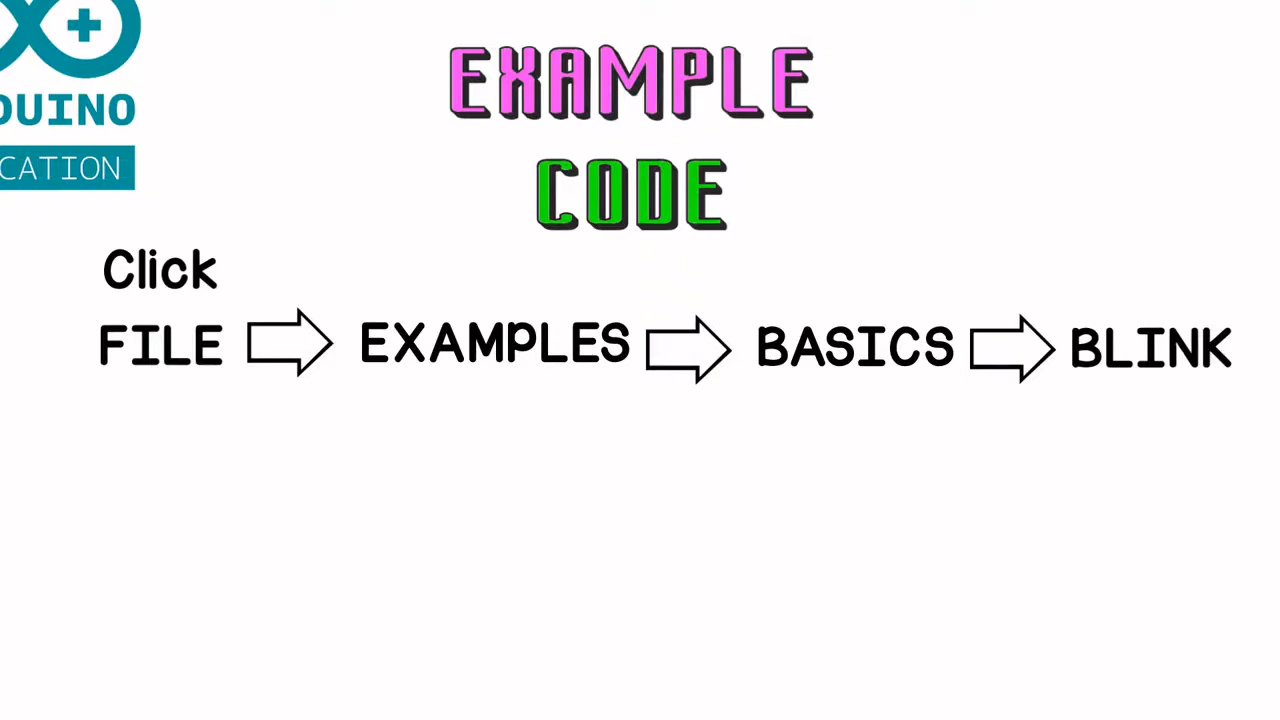 DUINO
CATION
EXAMPLE
CODE
Click
FILE EXAMPLES BASICS BLINK